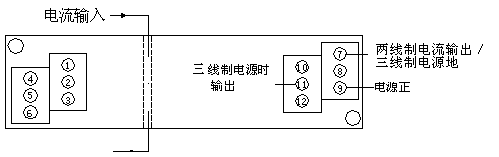 电流输入
两线制电流输出/
三线制电源地
三线制电源时
输出
电源正
①
②
③
④
⑤
⑥
⑦
⑧
⑨
⑩
⑪
⑫